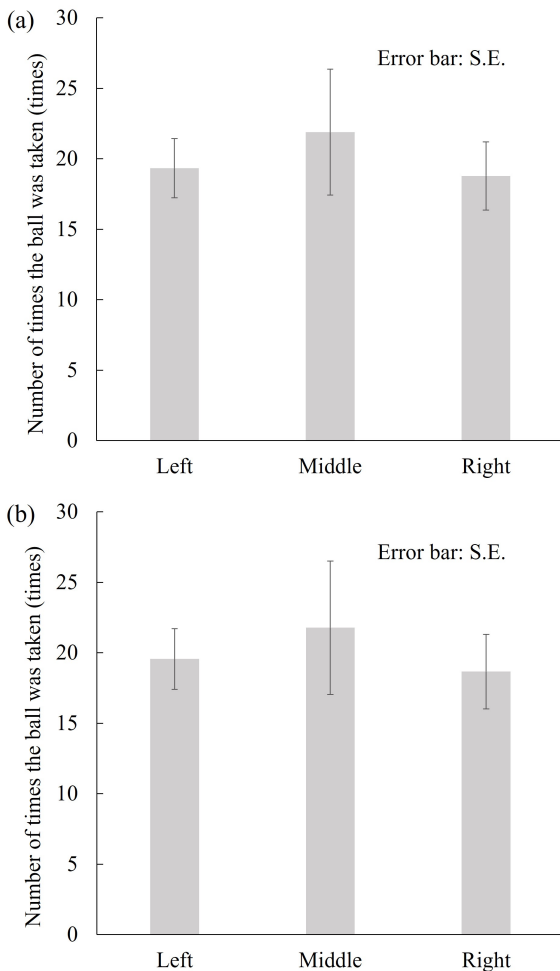 (a)
Number of times the ball was taken (times)
30
25
20
15
10
5
0
Error bar: S.E.
Left Middle Right
(b)
Number of times the ball was taken (times)
30
25
20
15
10
5
0
Error bar: S.E.
Left Middle Right